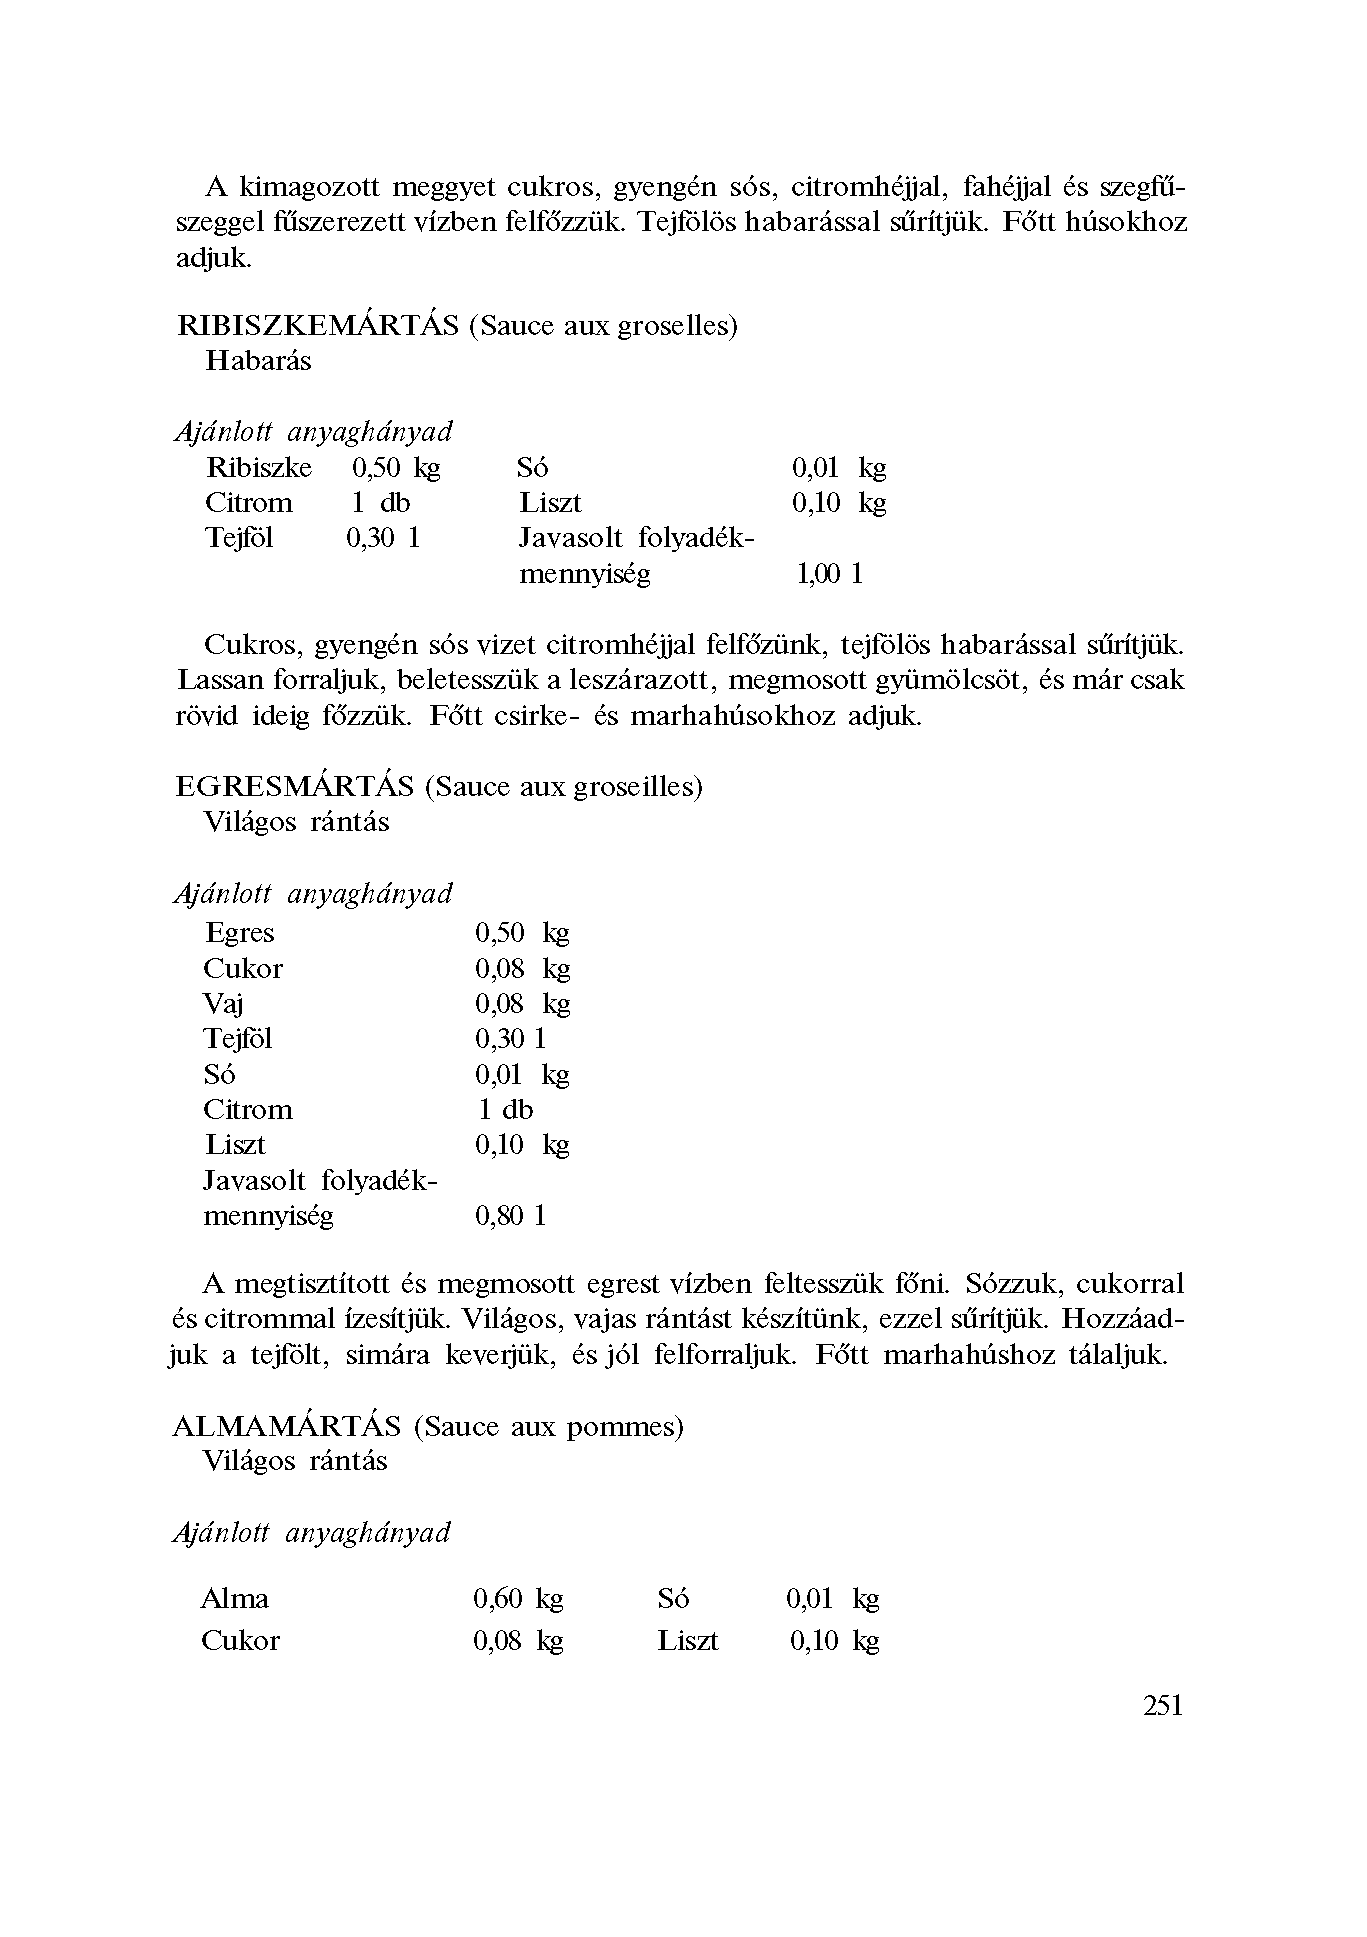 A kimagozott meggyet cukros, gyengén sós, citromhéjjal, fahéjjal és szegfű-
szeggel fűszerezett vízben felfőzzük. Tejfölös habarással sűrítjük. Főtt húsokhoz
adjuk.
RIBISZKEMÁRTÁS (Sauce aux groselles)
Habarás
Ajánlott anyaghányad
Ribiszke 0,50 kg Só 0,01 kg
Citrom 1 db Liszt 0,10 kg
Tejföl 0,30 l Javasolt folyadék-
mennyiség 1,00 l
Cukros, gyengén sós vizet citromhéjjal felfőzünk, tejfölös habarással sűrítjük.
Lassan forraljuk, beletesszük a leszárazott, megmosott gyümölcsöt, és már csak
rövid ideig főzzük. Főtt csirke- és marhahúsokhoz adjuk.
EGRESMÁRTÁS (Sauce aux groseilles)
Világos rántás
Ajánlott anyaghányad
Egres 0,50 kg
Cukor 0,08 kg
Vaj 0,08 kg
Tejföl 0,30 l
Só 0,01 kg
Citrom 1 db
Liszt 0,10 kg
Javasolt folyadék-
mennyiség 0,80 l
A megtisztított és megmosott egrest vízben feltesszük főni. Sózzuk, cukorral
és citrommal ízesítjük. Világos, vajas rántást készítünk, ezzel sűrítjük. Hozzáad-
juk a tejfölt, simára keverjük, és jól felforraljuk. Főtt marhahúshoz tálaljuk.
ALMAMÁRTÁS (Sauce aux pommes)
Világos rántás
Ajánlott anyaghányad
Alma 0,60 kg Só 0,01 kg
Cukor 0,08 kg Liszt 0,10 kg
251